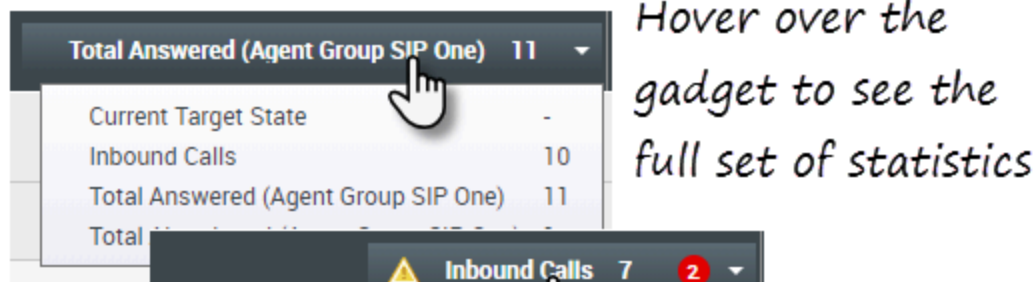 Total Answered (Agent Group SIP One) 11
Hover over the
gadget to see the
full set of statistics
Current Target State -
Inbound Calls 10
Total Answered (Agent Group SIP One) 11
Total
Inbound Calls 7 2